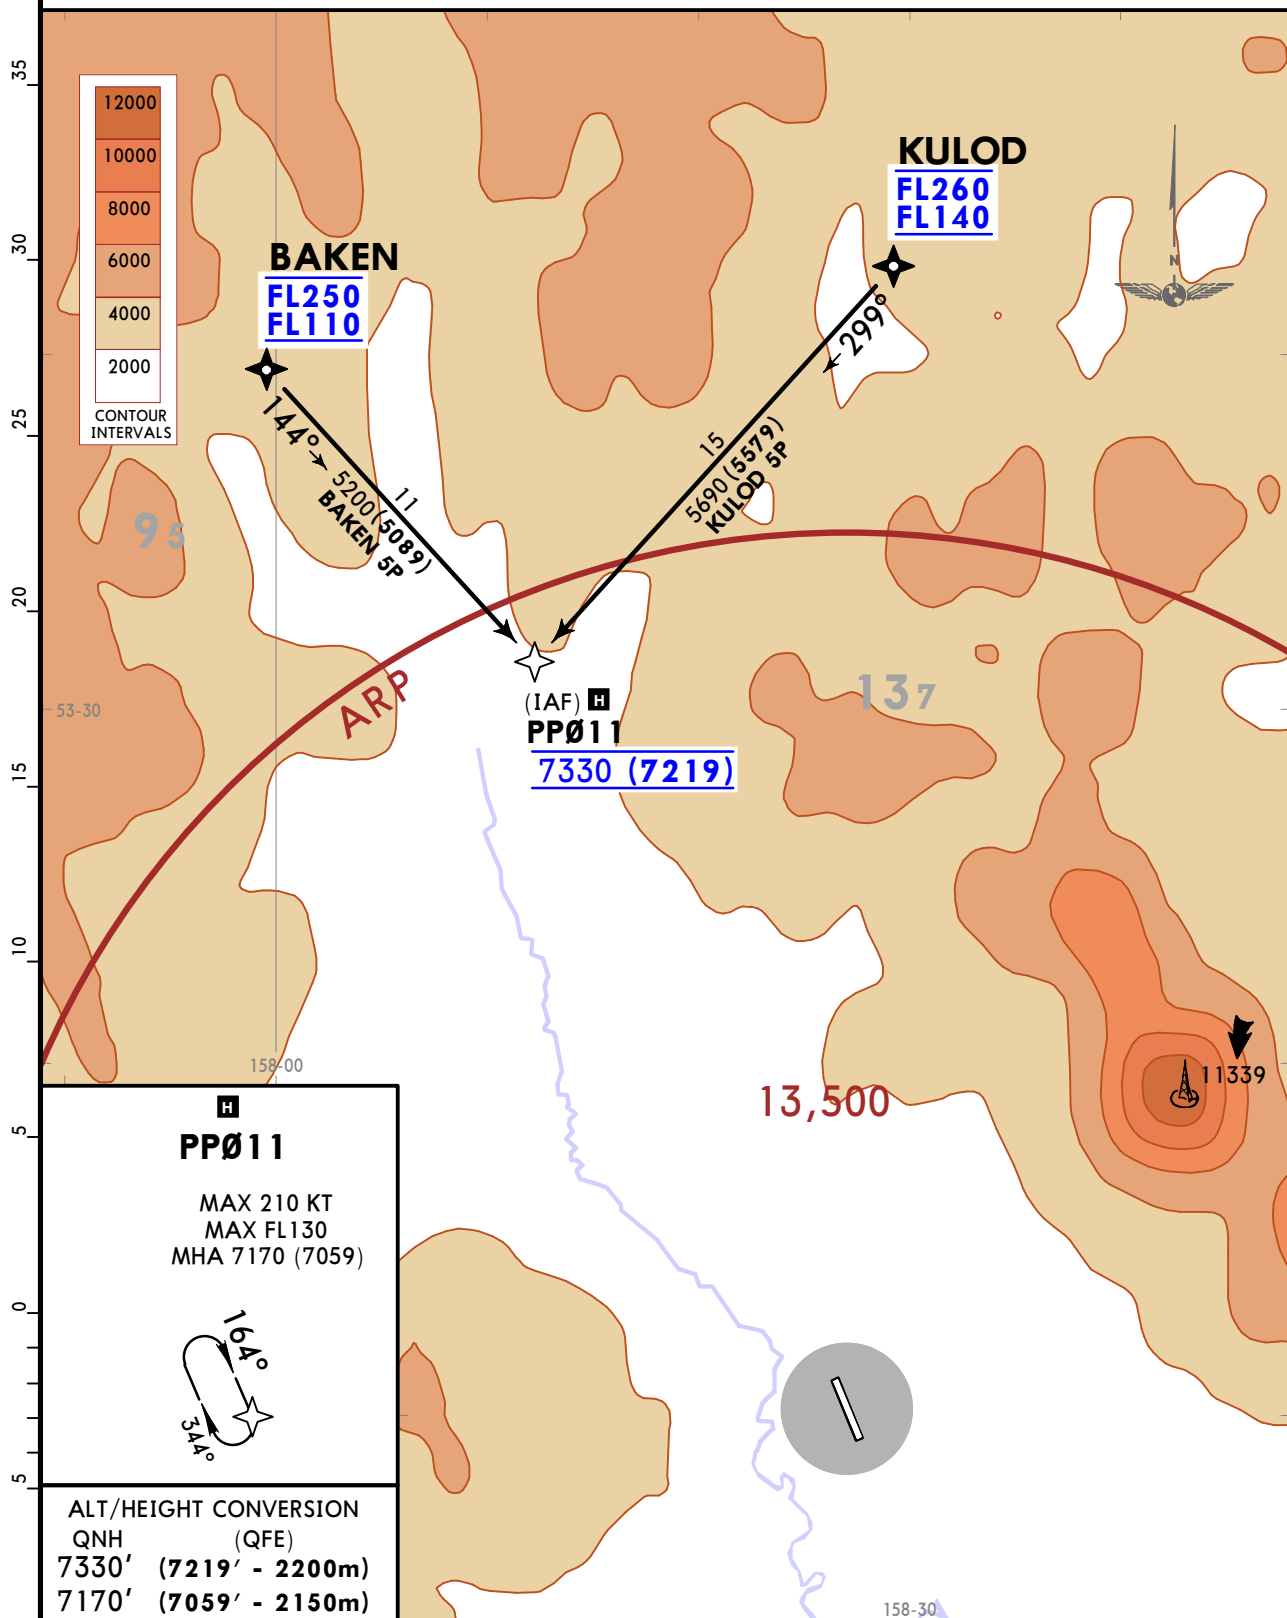 35
30
25
20
15
10
5
0
5
12000
10000
8000
6000
4000
2000
CONTOUR
INTERVALS
KULOD
FL260
FL140
N
BAKEN
FL250
FL110
299°
15
5690 (5579)
KULOD 5P
144°
11
5200(5089)
BAKEN 5P
95
ARP
53-30
137
(IAF) H
PPØ11
7330 (7219)
158-00
13,500
11339
H
PPØ11
MAX 210 KT
MAX FL130
MHA 7170 (7059)
164°
344°
ALT/HEIGHT CONVERSION
QNH (QFE)
7330' (7219' - 2200m)
7170' (7059' - 2150m)
158-30